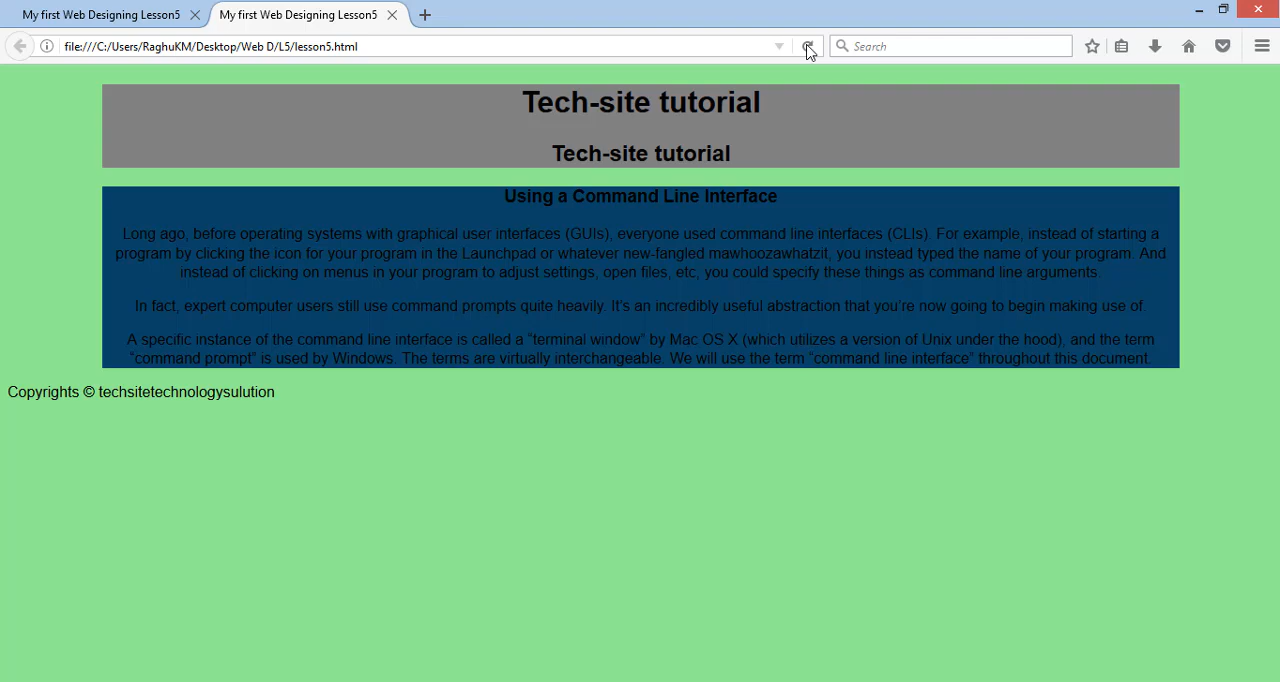 My first Web Designing Lesson5
My first Web Designing Lesson5
file:///C:/Users/RaghuKM/Desktop/Web D/L5/lesson5.html
Search
Tech-site tutorial
Tech-site tutorial
Using a Command Line Interface
Long ago, before operating systems with graphical user interfaces (GUIs), everyone used command line interfaces (CLIs). For example, instead of starting a
program by clicking the icon for your program in the Launchpad or whatever new-fangled mawhoozawhatzit, you instead typed the name of your program. And
instead of clicking on menus in your program to adjust settings, open files, etc, you could specify these things as command line arguments.
In fact, expert computer users still use command prompts quite heavily. It's an incredibly useful abstraction that you're now going to begin making use of.
A specific instance of the command line interface is called a “terminal window” by Mac OS X (which utilizes a version of Unix under the hood), and the term
“command prompt” is used by Windows. The terms are virtually interchangeable. We will use the term “command line interface” throughout this document.
Copyrights © techsitetechnologysulution